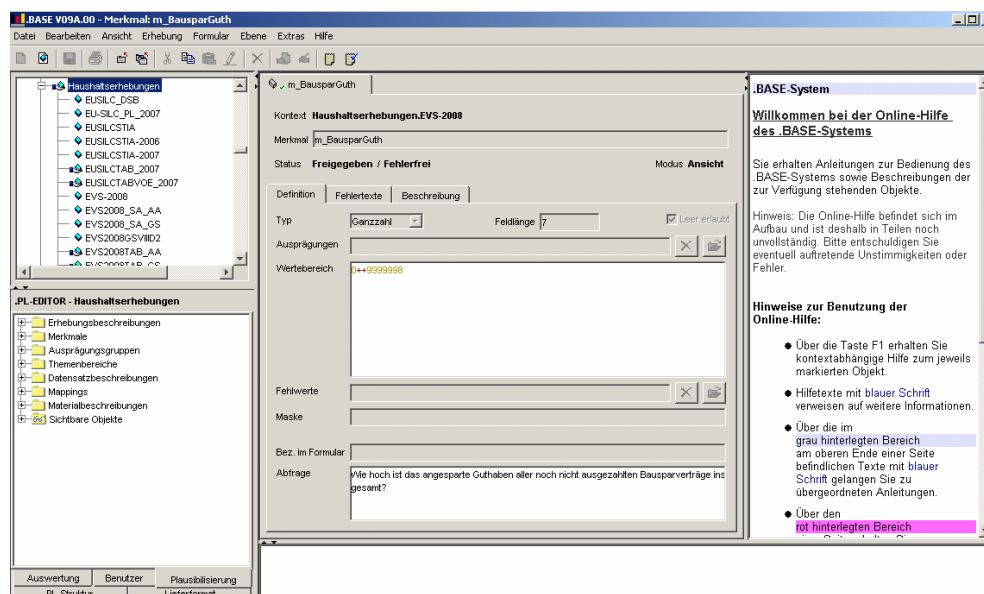 .BASE V09A.00 - Merkmal: m_BausparGuth
Datei Bearbeiten Ansicht Erhebung Formular Ebene Extras Hilfe
Haushaltserhebungen
EUSILC_DSB
EU-SILC_PL_2007
EUSILCSTIA
EUSILCSTIA-2006
EUSILCSTIA-2007
EUSILCTAB_2007
EUSILCTABVOE_2007
EVS-2008
EVS2008_SA_AA
EVS2008_SA_GS
EVS2008GSVIIID2
EVS2008TAB_AA
EVS2008TAB_GS
.PL-EDITOR - Haushaltserhebungen
Erhebungsbeschreibungen
Merkmale
Ausprägungsgruppen
Themenbereiche
Datensatzbeschreibungen
Mappings
Materialbeschreibungen
Sichtbare Objekte
Auswertung Benutzer Plausibilisierung
PL-Struktur Lieferformat
m_BausparGuth
Kontext Haushaltserhebungen.EVS-2008
Merkmal m_BausparGuth
Status Freigegeben / Fehlerfrei Modus Ansicht
Definition Fehlertexte Beschreibung
Typ Ganzzahl Feldlänge 7 Leer erlaubt
Ausprägungen
Wertebereich 0++9999998
Fehlwerte
Maske
Bez. im Formular
Abfrage Wie hoch ist das angesparte Guthaben aller noch nicht ausgezahlten Bausparverträge ins
gesamt?
.BASE-System
Willkommen bei der Online-Hilfe
des .BASE-Systems
Sie erhalten Anleitungen zur Bedienung des
.BASE-Systems sowie Beschreibungen der
zur Verfügung stehenden Objekte.
Hinweis: Die Online-Hilfe befindet sich im
Aufbau und ist deshalb in Teilen noch
unvollständig. Bitte entschuldigen Sie
eventuell auftretende Unstimmigkeiten oder
Fehler.
Hinweise zur Benutzung der
Online-Hilfe:
Über die Taste F1 erhalten Sie
kontextabhängige Hilfe zum jeweils
markierten Objekt.
Hilfetexte mit blauer Schrift
verweisen auf weitere Informationen.
Über die im
grau hinterlegten Bereich
am oberen Ende einer Seite
befindlichen Texte mit blauer
Schrift gelangen Sie zu
übergeordneten Anleitungen.
Über den
rot hinterlegten Bereich